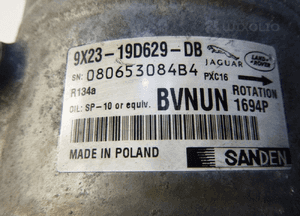 9X23-19D629-DB
JAGUAR
LAND-ROVER
SN: 080653084B4 PXC16
R134a
OIL: SP-10 or equiv. BVNUN ROTATION
1694P
MADE IN POLAND
SANDEN